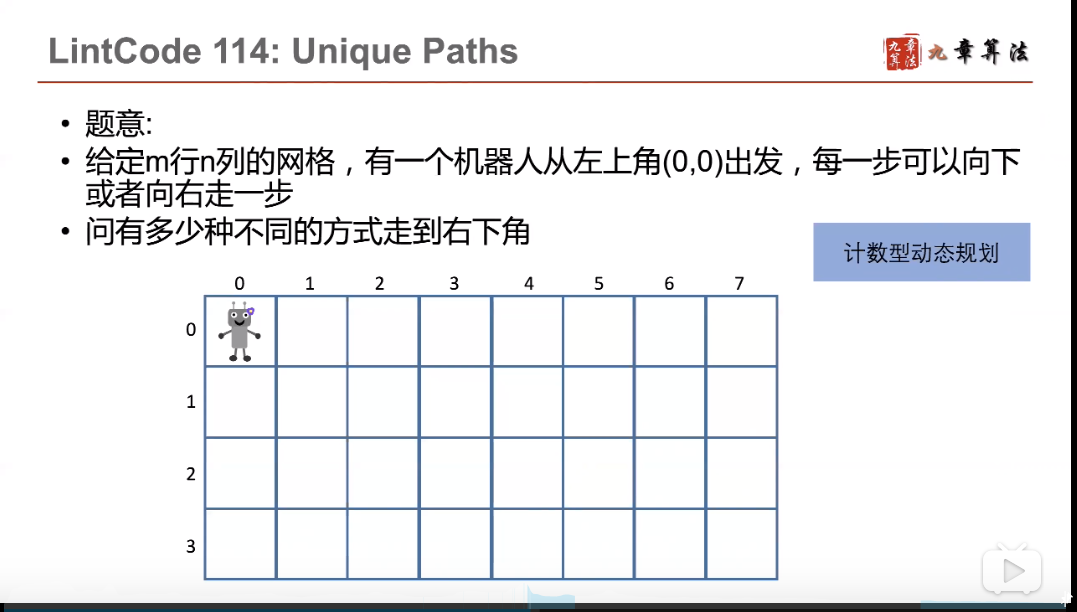 LintCode 114: Unique Paths
九章算法 九章算法
• 题意:
• 给定m行n列的网格，有一个机器人从左上角(0,0)出发，每一步可以向下
或者向右走一步
• 问有多少种不同的方式走到右下角
计数型动态规划
0 1 2 3 4 5 6 7
0
1
2
3